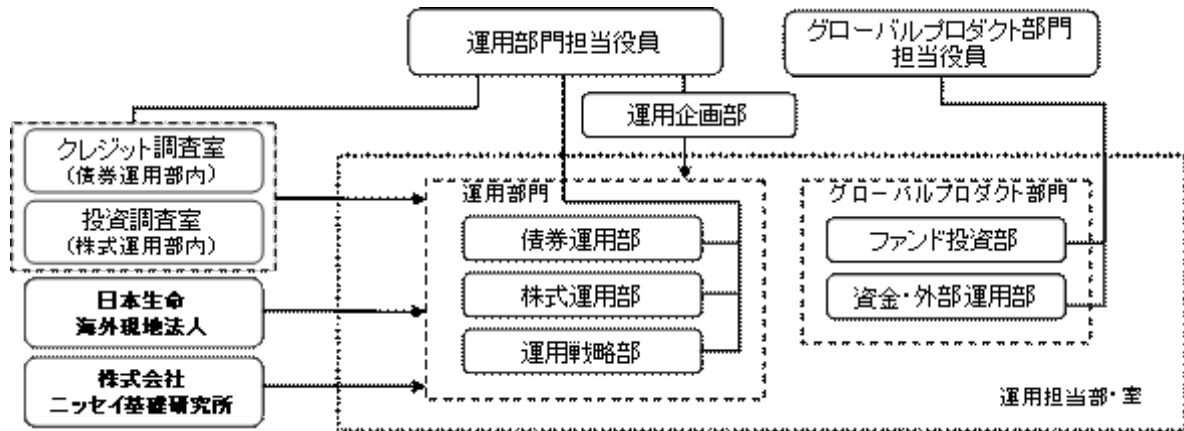 運用部門担当役員
グローバルプロダクト部門
担当役員
運用企画部
クレジット調査室
(債券運用部内)
投資調査室
(株式運用部内)
日本生命
海外現地法人
株式会社
ニッセイ基礎研究所
運用部門
債券運用部
株式運用部
運用戦略部
グローバルプロダクト部門
ファンド投資部
資金・外部運用部
運用担当部・室